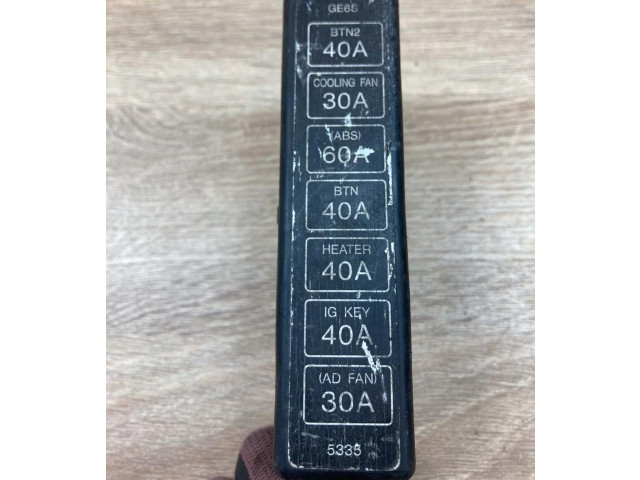 GE6S
BTN2
40A
COOLING FAN
30A
(ABS)
60A
BTN
40A
HEATER
40A
IG KEY
40A
(AD FAN)
30A
5335